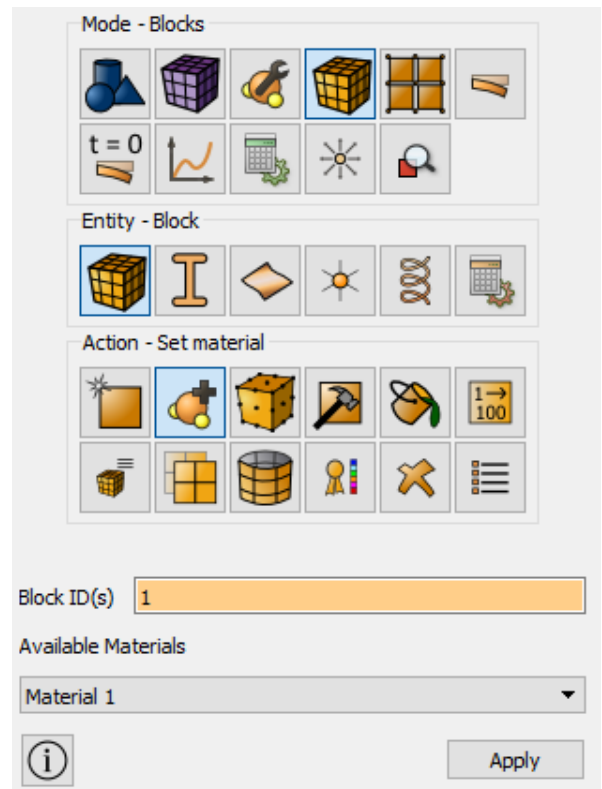 Mode - Blocks
t = 0
Entity - Block
Action - Set material
1→
100
Block ID(s) 1
Available Materials
Material 1
i
Apply